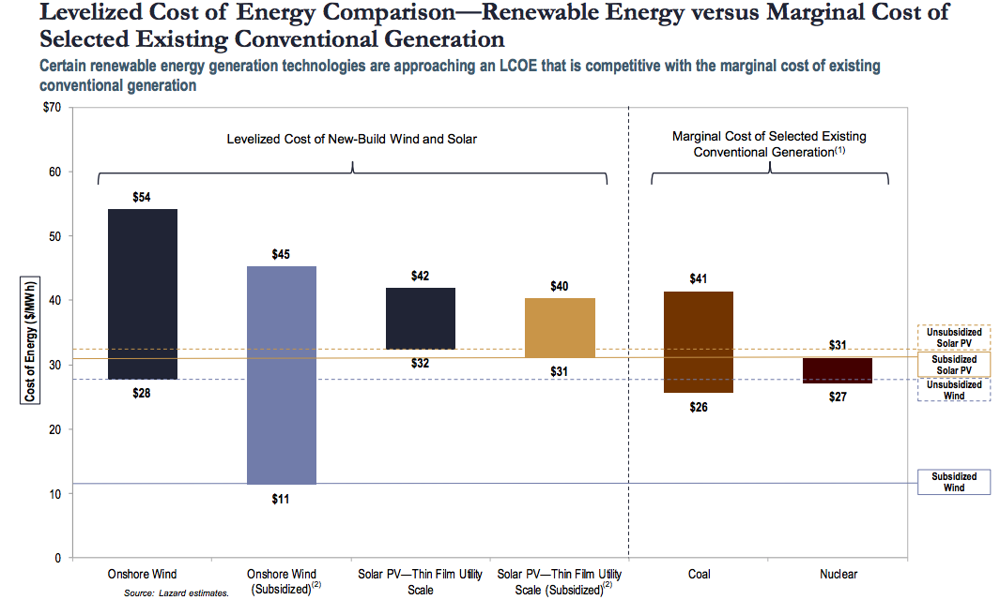 Levelized Cost of Energy Comparison—Renewable Energy versus Marginal Cost of
Selected Existing Conventional Generation
Certain renewable energy generation technologies are approaching an LCOE that is competitive with the marginal cost of existing
conventional generation
$70
60
50
40
30
20
10
0
Cost of Energy ($/MWh)
Levelized Cost of New-Build Wind and Solar
Marginal Cost of Selected Existing
Conventional Generation(1)
$54
$28
$45
$11
$42
$32
$40
$31
$41
$26
$31
$27
Unsubsidized
Solar PV
Subsidized
Solar PV
Unsubsidized
Wind
Subsidized
Wind
Onshore Wind
Onshore Wind
(Subsidized)(2)
Solar PV—Thin Film Utility
Scale
Solar PV—Thin Film Utility
Scale (Subsidized)(2)
Coal
Nuclear
Source: Lazard estimates.